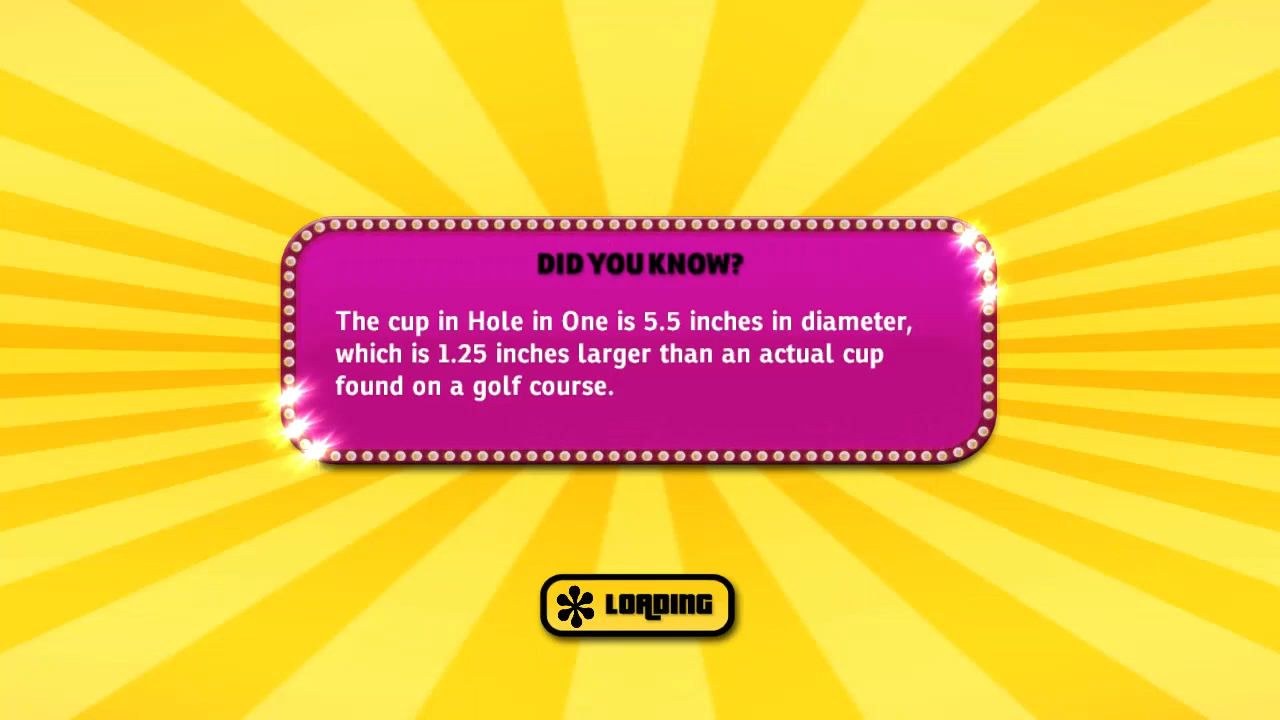 DID YOU KNOW?
The cup in Hole in One is 5.5 inches in diameter,
which is 1.25 inches larger than an actual cup
found on a golf course.
LOADING